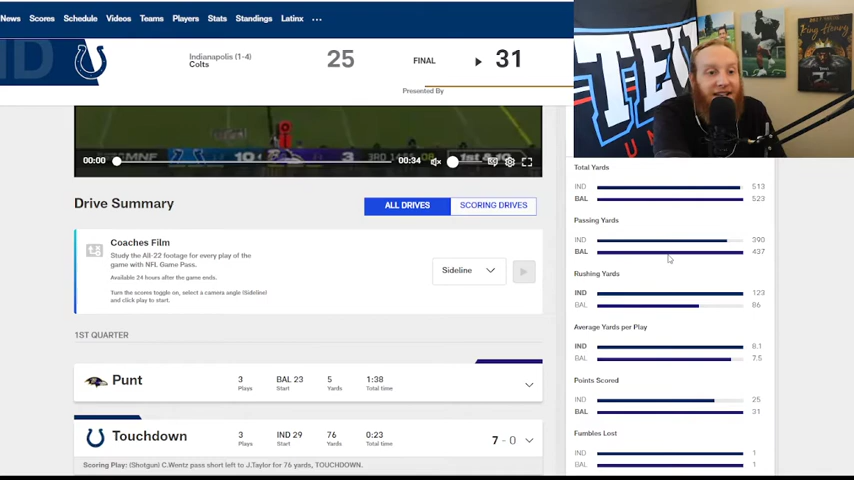 News Scores Schedule Videos Teams Players Stats Standings Latinx ...
Indianapolis (1-4)
Colts
25
FINAL
31
Presented By
TEC
King Henry
MNF
10
3
00:00
00:34
Drive Summary
ALL DRIVES
SCORING DRIVES
Coaches Film
Study the All-22 footage for every play of the
game with NFL Game Pass.
Available 24 hours after the game ends.
Turn the scores toggle on, select a camera angle (Sideline)
and click play to start.
Sideline
1ST QUARTER
Punt
3 BAL 23 5 1:38
Plays Start Yards Total time
Touchdown
3 IND 29 76 0:23
Plays Start Yards Total time
7 - 0
Scoring Play: (Shotgun) C.Wentz pass short left to J.Taylor for 76 yards, TOUCHDOWN.
Total Yards
IND 513
BAL 523
Passing Yards
IND 390
BAL 437
Rushing Yards
IND 123
BAL 86
Average Yards per Play
IND 8.1
BAL 7.5
Points Scored
IND 25
BAL 31
Fumbles Lost
IND 1
BAL 1